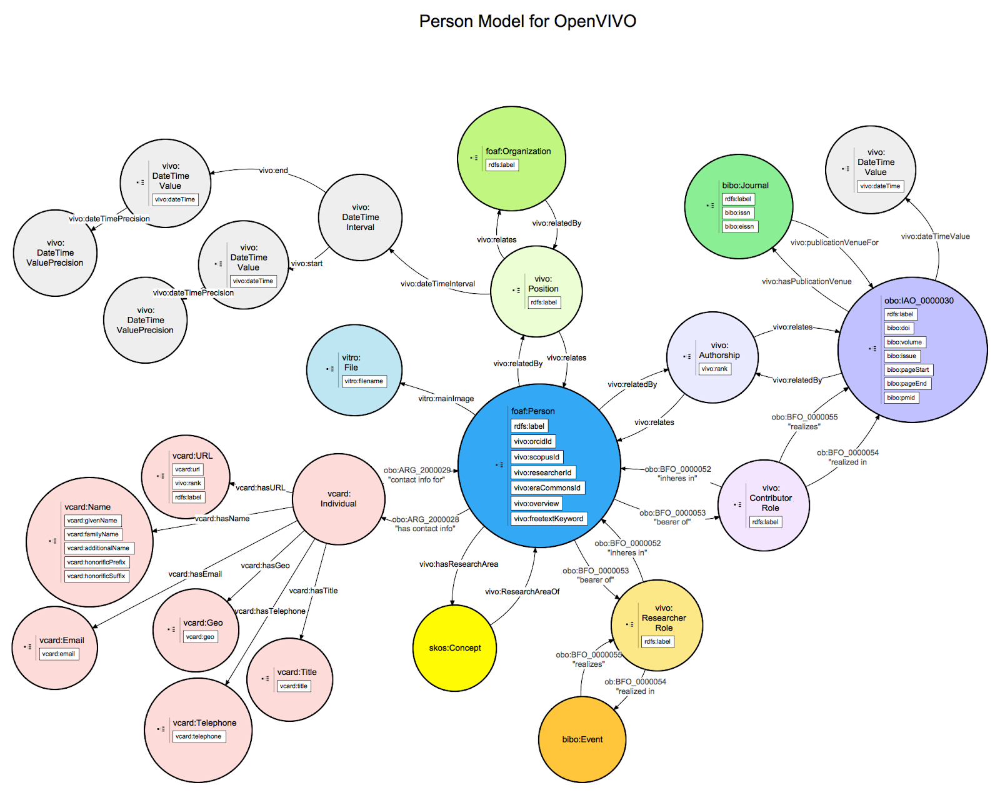 Person Model for OpenVIVO
foaf:Organization
rdfs:label
vivo:
DateTime
Value
vivo:dateTime
vivo:end
vivo:
DateTime
Interval
vivo:dateTimePrecision
vivo:
DateTime
ValuePrecision
vivo:
DateTime
Value
vivo:dateTime
vivo:start
vivo:dateTimePrecision
vivo:
DateTime
ValuePrecision
vivo:relates
vivo:relatedBy
vivo:dateTimeInterval
vivo:
Position
rdfs:label
vivo:relatedBy
vivo:relates
bibo:Journal
rdfs:label
bibo:issn
bibo:eissn
vivo:
DateTime
Value
vivo:dateTime
vivo:publicationVenueFor
vivo:dateTimeValue
vivo:hasPublicationVenue
obo:IAO_0000030
rdfs:label
bibo:doi
bibo:volume
bibo:issue
bibo:pageStart
bibo:pageEnd
bibo:pmid
vivo:relates
vivo:
Authorship
vivo:rank
vivo:relatedBy
vivo:relatedBy
vivo:relates
vitro:
File
vitro:filename
vitro:mainImage
foaf:Person
rdfs:label
vivo:orcidId
vivo:scopusId
vivo:researcherId
vivo:eraCommonsId
vivo:overview
vivo:freetextKeyword
obo:BFO_0000055
"realizes"
ob:BFO_0000054
"realized in
obo:BFO_0000052
"inheres in"
obo:BFO_0000053
"bearer of"
vivo:
Contributor
Role
rdfs:label
obo:ARG_2000029
"contact info for"
obo:ARG_2000028
"has contact info"
vcard:
Individual
vcard:URL
vcard:url
vivo:rank
rdfs:label
vcard:hasURL
vcard:Name
vcard:givenName
vcard:familyName
vcard:additionalName
vcard:honorificPrefix
vcard:honorificSuffix
vcard:hasName
vcard:hasEmail
vcard:hasGeo
vcard:hasTitle
vcard:hasTelephone
vcard:Email
vcard:email
vcard:Geo
vcard:geo
vcard:Title
vcard:title
vcard:Telephone
vcard:telephone
vivo:hasResearchArea
vivo:ResearchAreaOf
skos:Concept
obo:BFO_0000052
"inheres in"
obo:BFO_0000053
"bearer of"
vivo:
Researcher
Role
rdfs:label
obo:BFO_0000055
"realizes"
ob:BFO_0000054
"realized in
bibo:Event